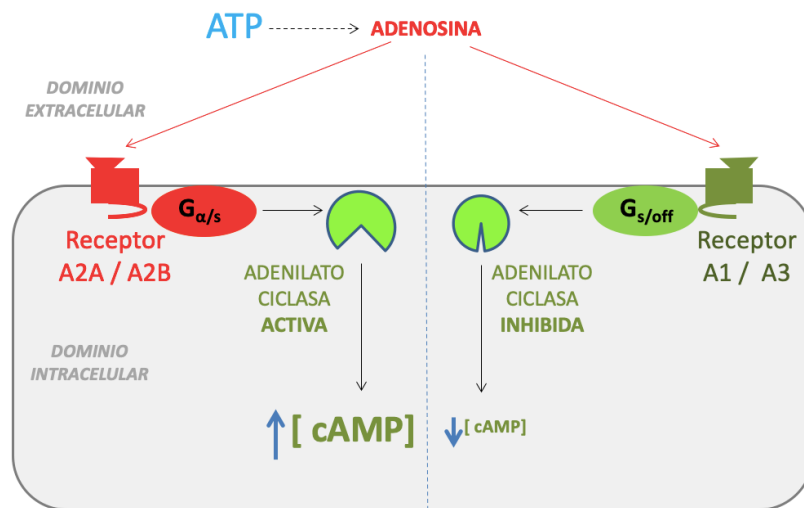 ATP
ADENOSINA
DOMINIO
EXTRACELULAR
Gα/s
Gs/off
Receptor
A2A / A2B
ADENILATO
CICLASA
ACTIVA
ADENILATO
CICLASA
INHIBIDA
Receptor
A1 / A3
DOMINIO
INTRACELULAR
[ cAMP]
[ cAMP]